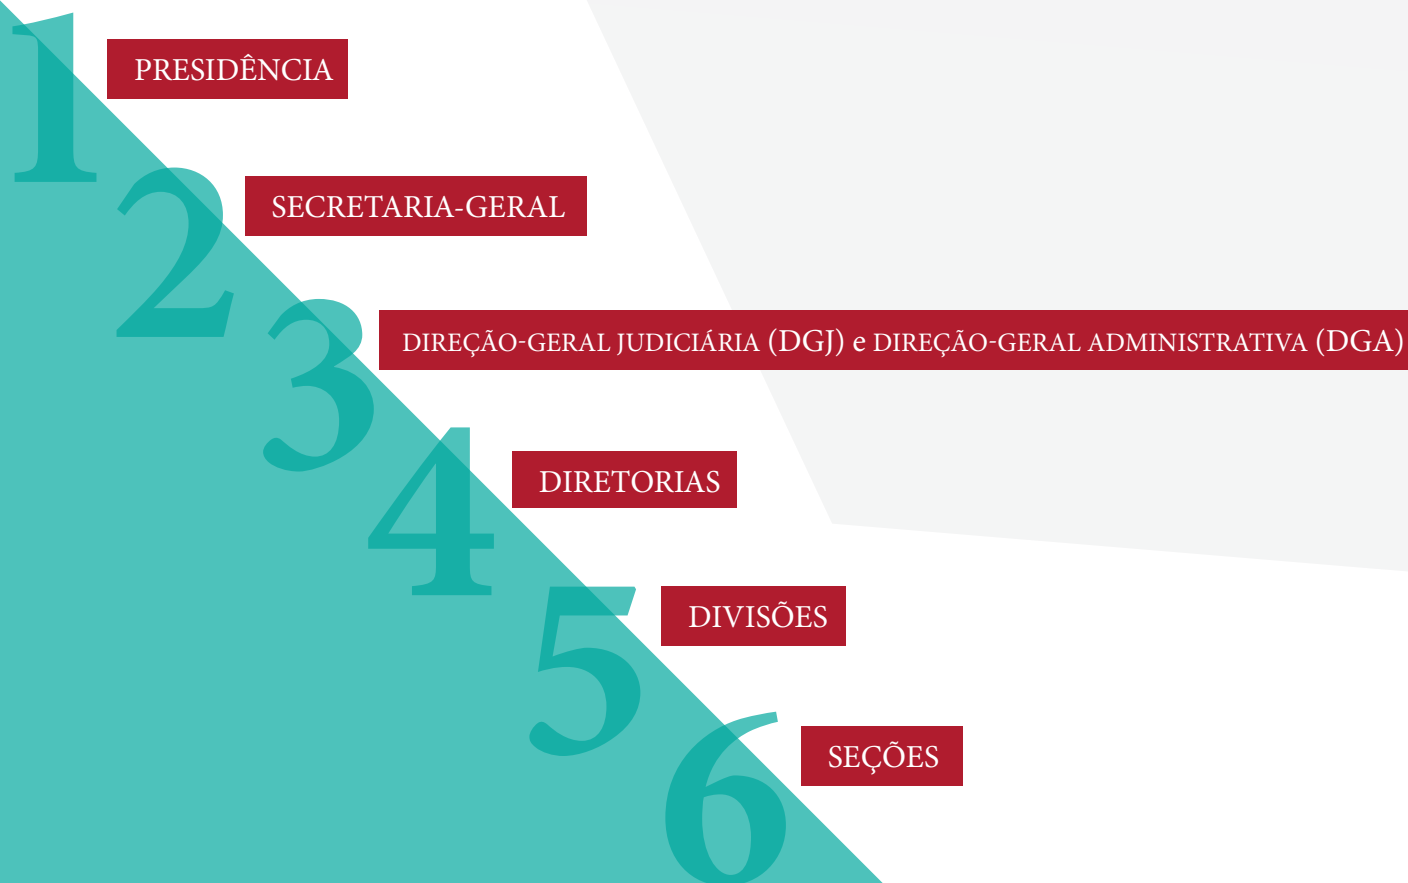 1
PRESIDÊNCIA
2
SECRETARIA-GERAL
3
DIREÇÃO-GERAL JUDICIÁRIA (DGJ) e DIREÇÃO-GERAL ADMINISTRATIVA (DGA)
4
DIRETORIAS
5
DIVISÕES
6
SEÇÕES